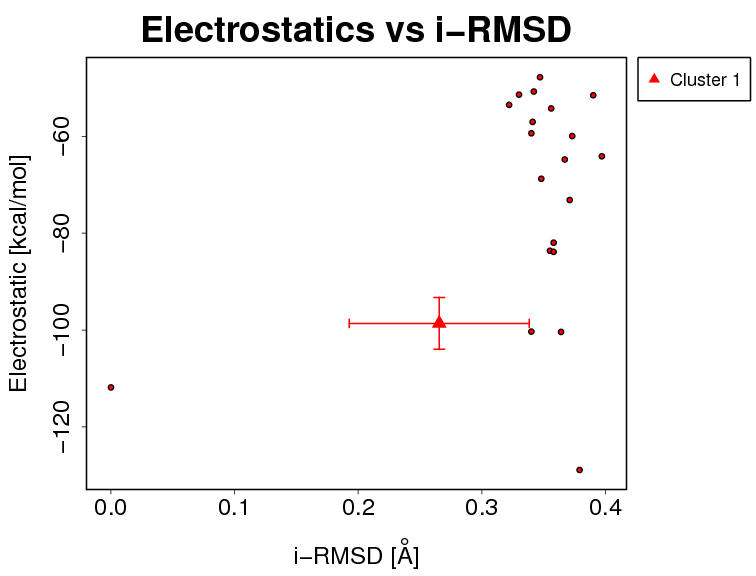 Electrostatics vs i−RMSD
Cluster 1
Electrostatic [kcal/mol]
−60
−80
−100
−120
0.0 0.1 0.2 0.3 0.4
i−RMSD [Å]